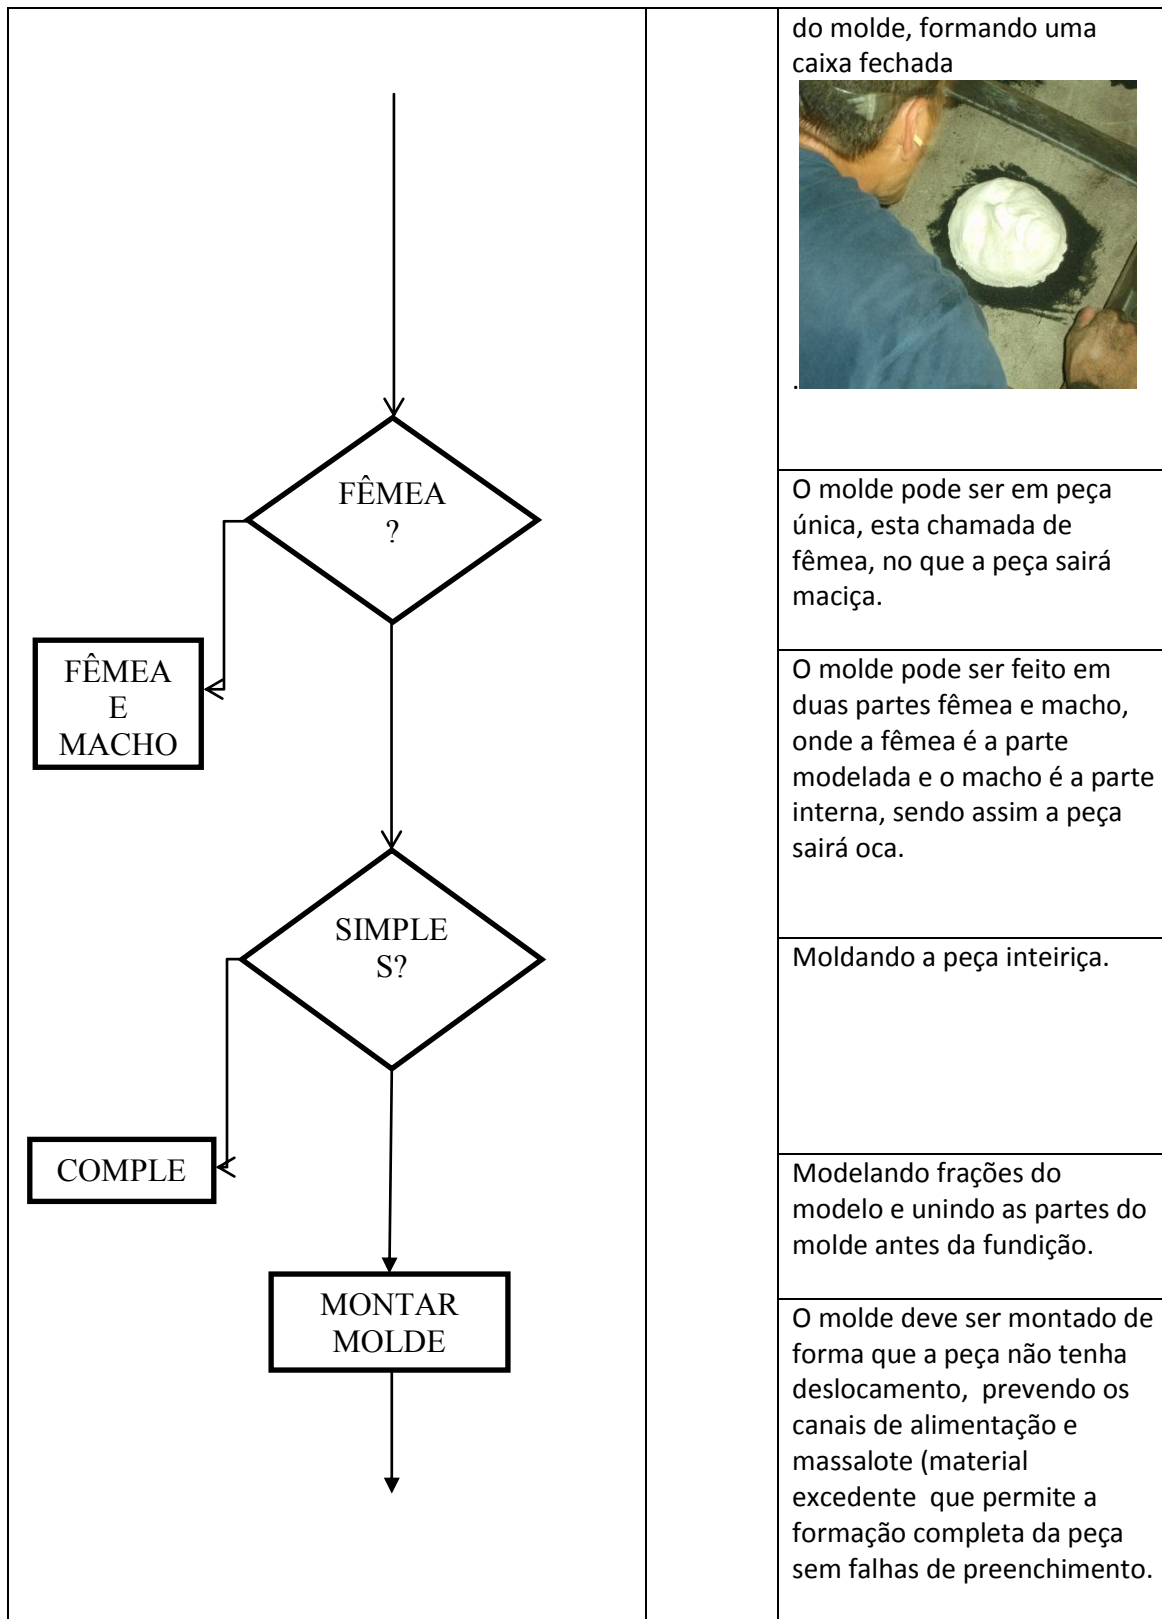 do molde, formando uma
caixa fechada
.
FÊMEA
?
O molde pode ser em peça
única, esta chamada de
fêmea, no que a peça sairá
maciça.
FÊMEA
E
MACHO
O molde pode ser feito em
duas partes fêmea e macho,
onde a fêmea é a parte
modelada e o macho é a parte
interna, sendo assim a peça
sairá oca.
SIMPLE
S?
Moldando a peça inteiriça.
COMPLE
Modelando frações do
modelo e unindo as partes do
molde antes da fundição.
MONTAR
MOLDE
O molde deve ser montado de
forma que a peça não tenha
deslocamento,  prevendo os
canais de alimentação e
massalote (material
excedente  que permite a
formação completa da peça
sem falhas de preenchimento.